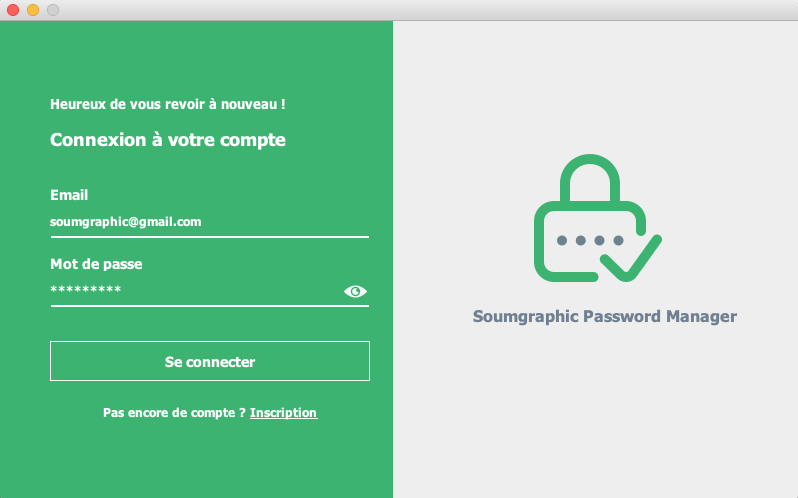 Heureux de vous revoir à nouveau !
Connexion à votre compte
Email
soumgraphic@gmail.com
Mot de passe
*********
Se connecter
Pas encore de compte ? Inscription
Soumgraphic Password Manager